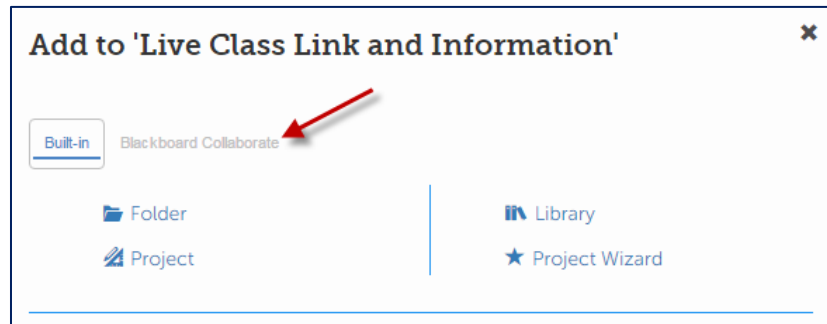 Add to 'Live Class Link and Information'
Built-in Blackboard Collaborate
Folder Library
Project Project Wizard